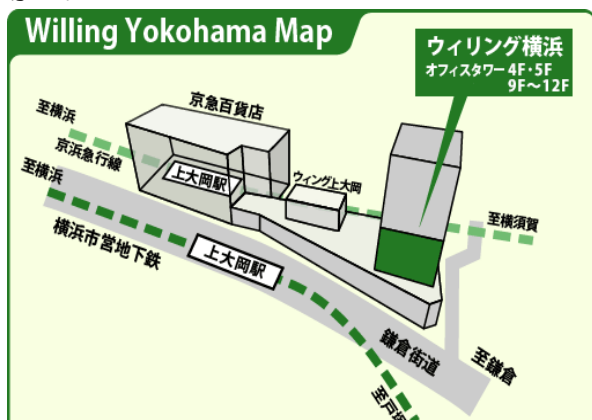 Willing Yokohama Map
ウィリング横浜
オフィスタワー 4F・5F
9F～12F
京急百貨店
至横浜
京浜急行線
上大岡駅
ウィング上大岡
至横浜
至横須賀
横浜市営地下鉄
上大岡駅
鎌倉街道
至鎌倉
至戸塚